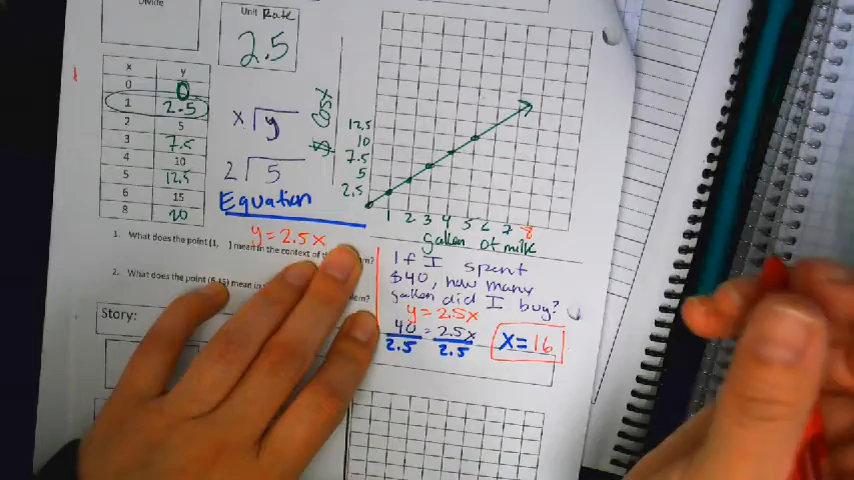 Divide
Unit Rate
2.5
x y
0 0
1 2.5
2 5
3 7.5
4 10
5 12.5
6 15
8 20
x y
2 5
$ Cost
12.5
10
7.5
5
2.5
1 2 3 4 5 6 7 8
gallon of milk
Equation
y = 2.5x
1. What does the point (1, ) mean in the context of
2. What does the point (6,15) mean in
Story:
If I spent
$40, how many
gallen did I buy?
y = 2.5x
40 = 2.5x
2.5 2.5
x = 16